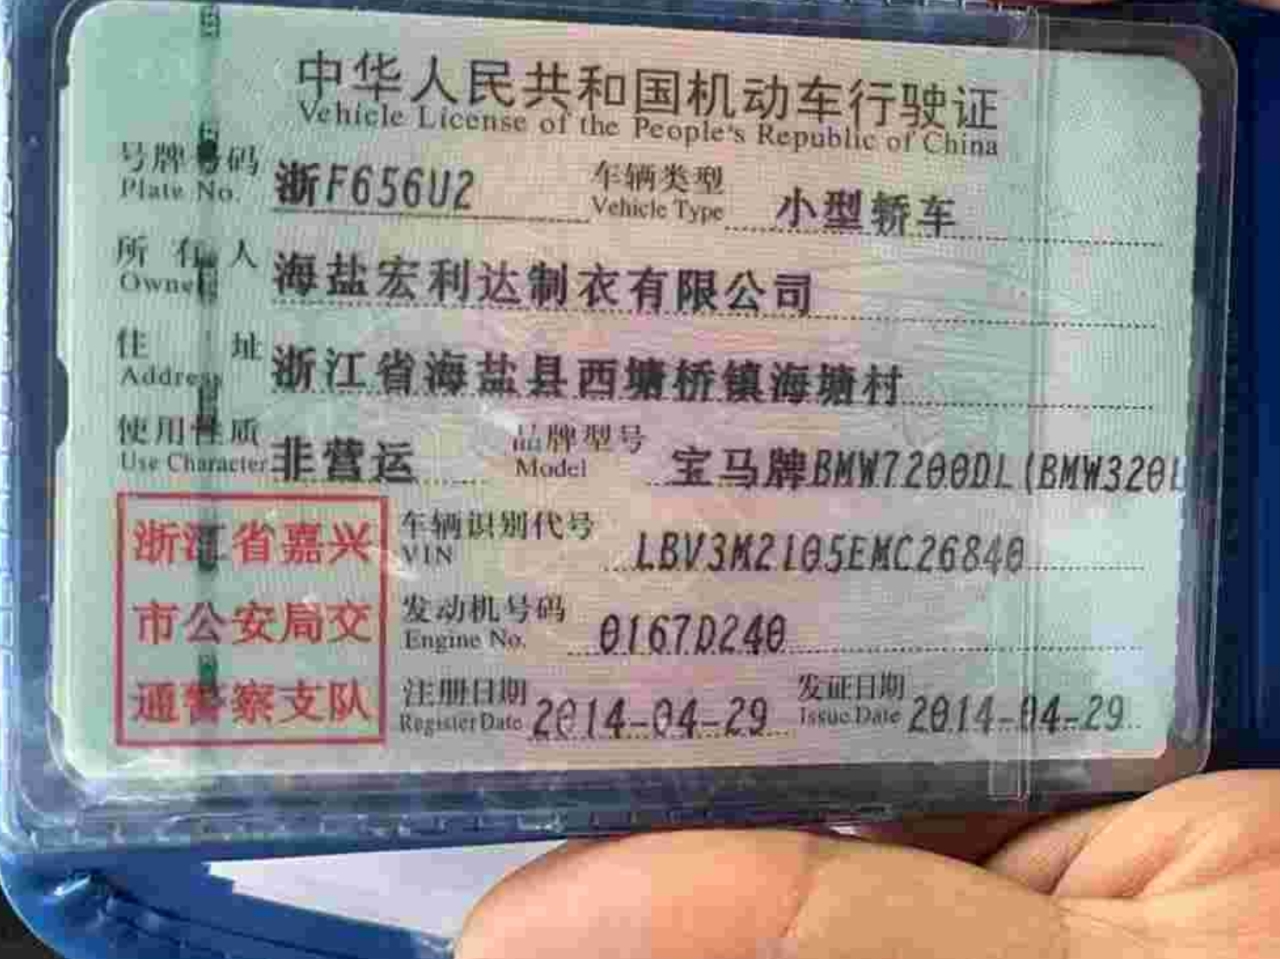 中华人民共和国机动车行驶证
Vehicle License of the People's Republic of China
号牌号码 浙F656U2 车辆类型 小型轿车
Plate No. Vehicle Type
所有人 海盐宏利达制衣有限公司
Owner
住址 浙江省海盐县西塘桥镇海塘村
Address
使用性质 非营运 品牌型号 宝马牌BMW7200DL(BMW320L
Use Character Model
浙江省嘉兴
市公安局交
通警察支队
车辆识别代号 LBV3M2105EMC26840
VIN
发动机号码 0167D240
Engine No.
注册日期 2014-04-29 发证日期 2014-04-29
Register Date Issue Date